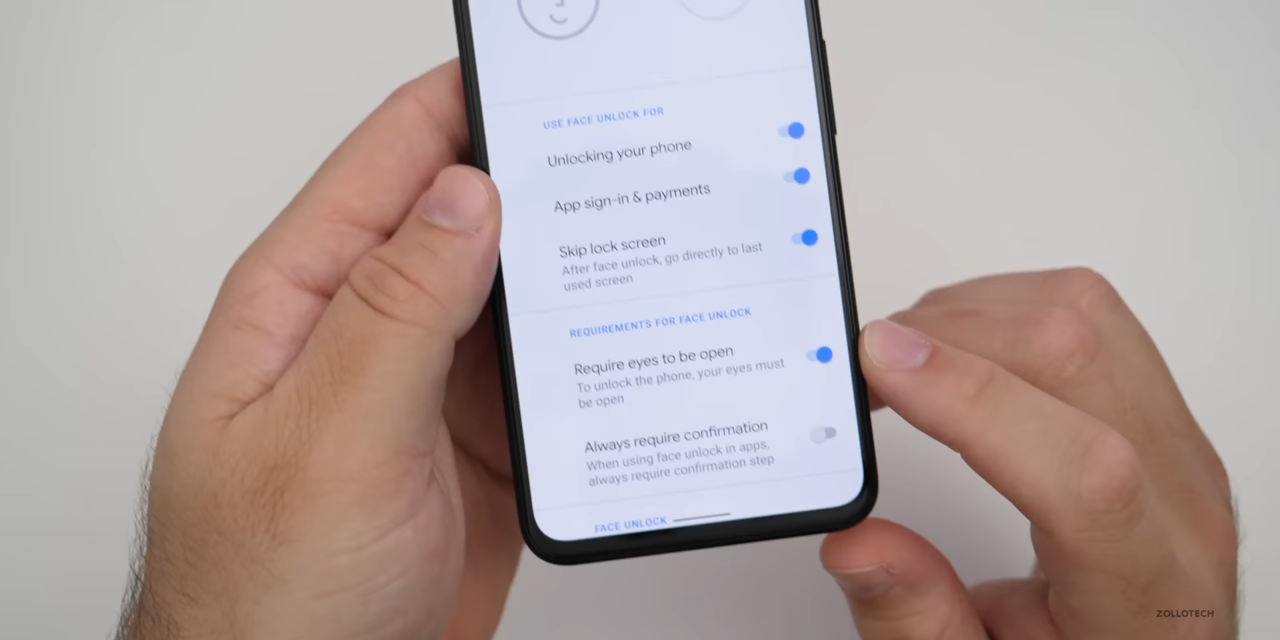 USE FACE UNLOCK FOR
Unlocking your phone
App sign-in & payments
Skip lock screen
After face unlock, go directly to last
used screen
REQUIREMENTS FOR FACE UNLOCK
Require eyes to be open
To unlock the phone, your eyes must
be open
Always require confirmation
When using face unlock in apps,
always require confirmation step
FACE UNLOCK
ZOLLOTECH